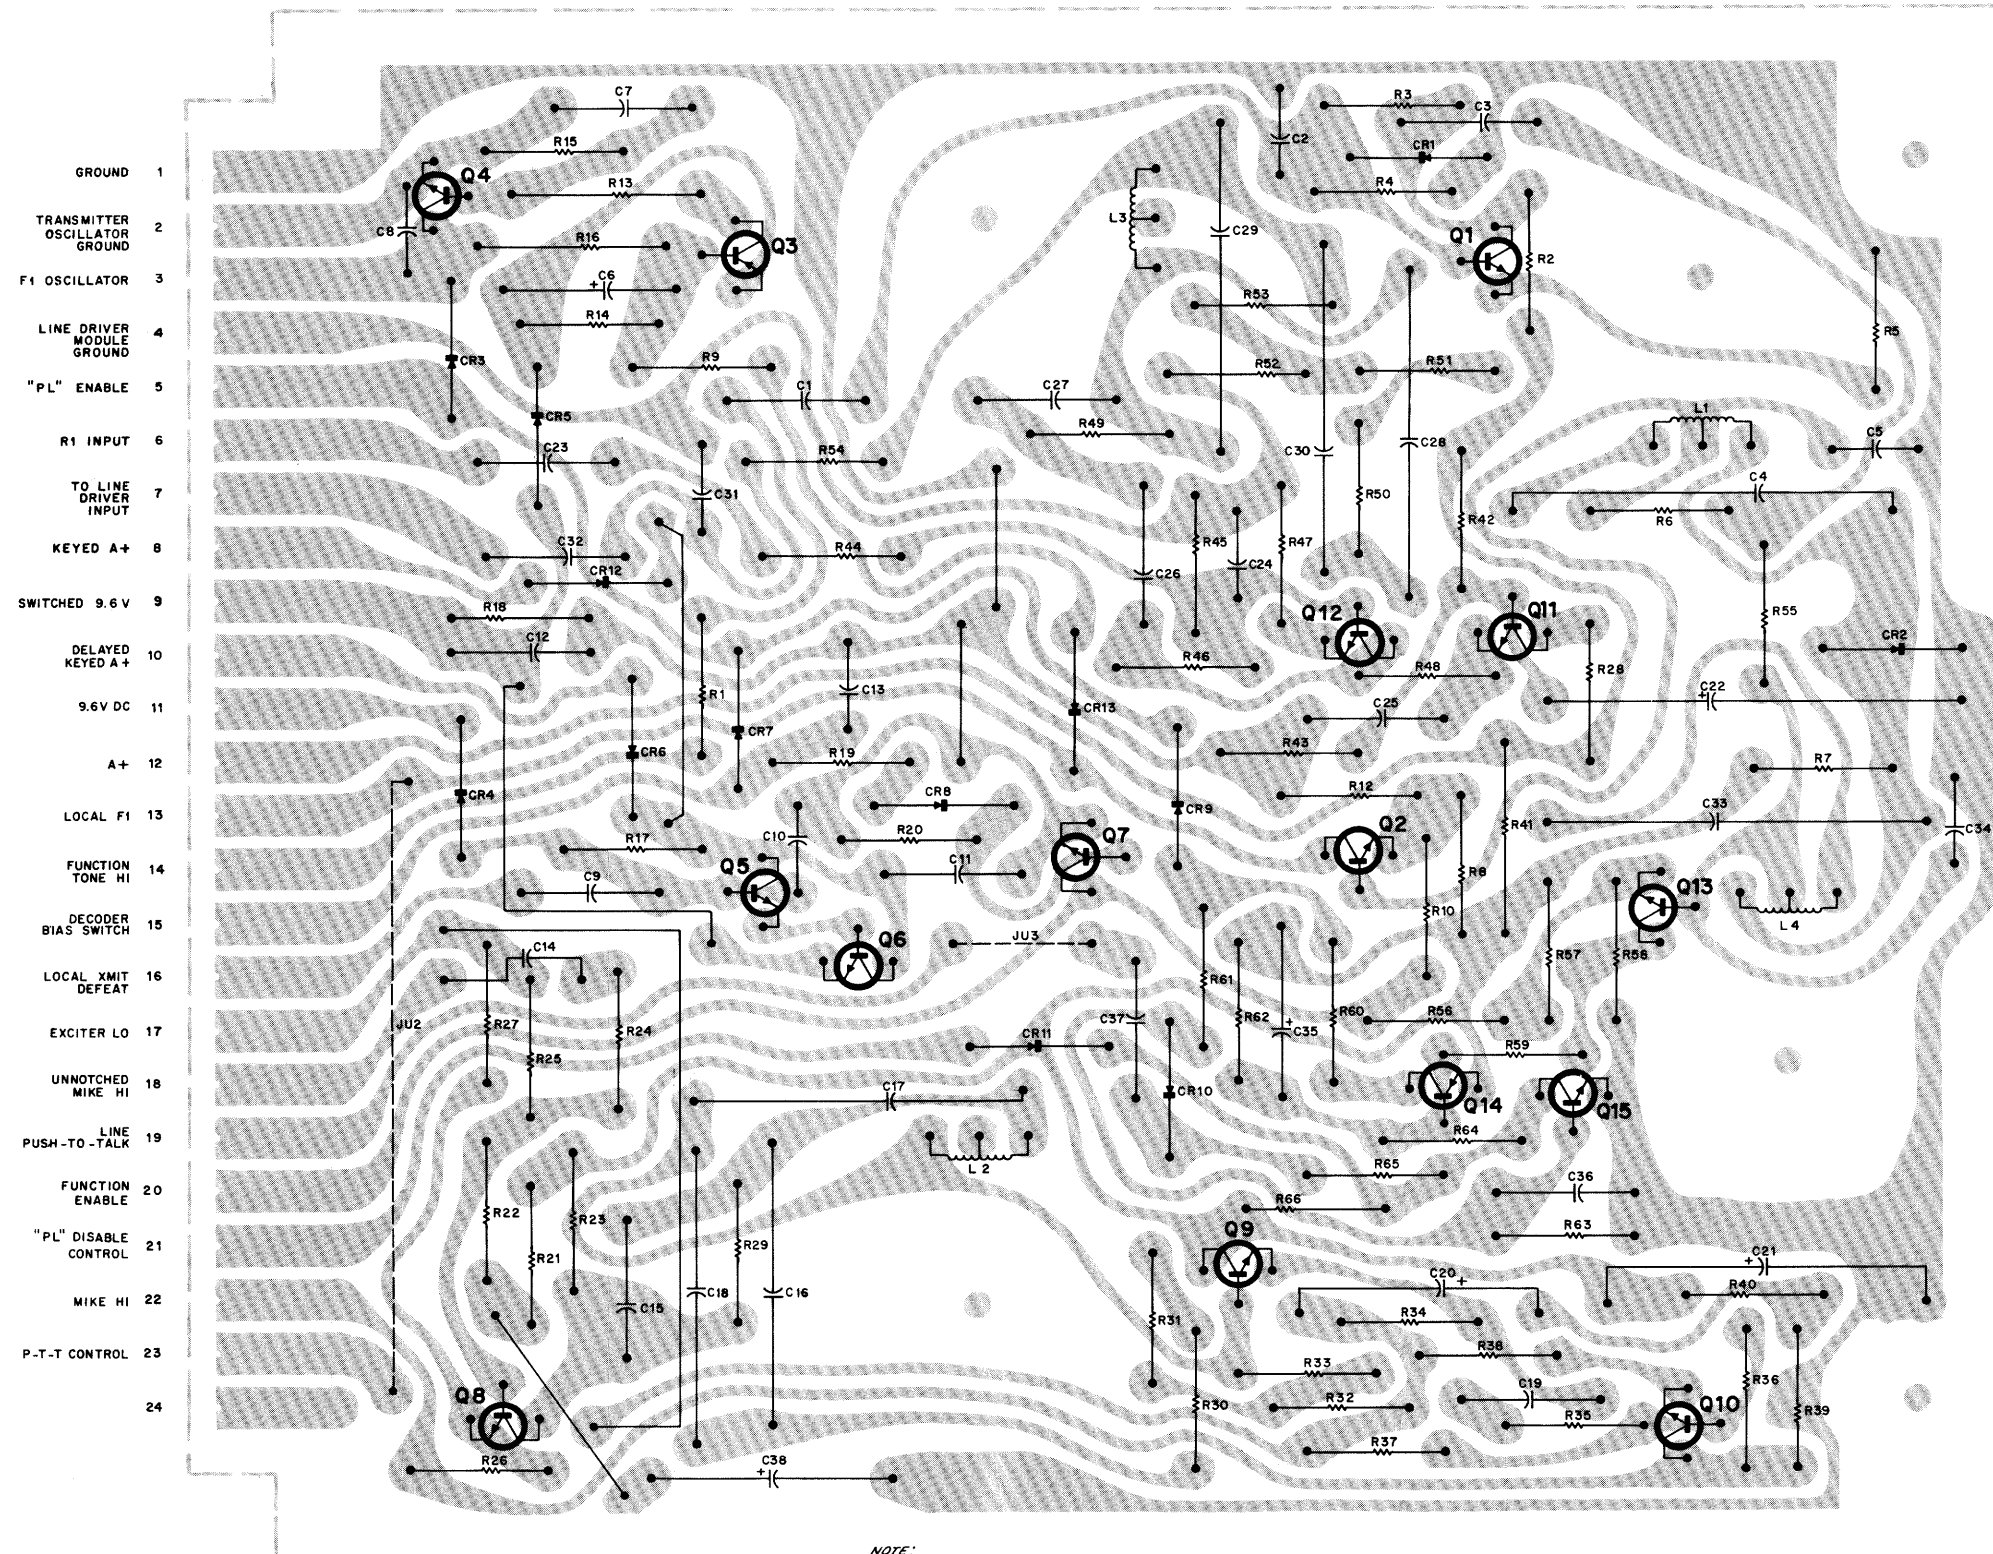 C7
R3
C3
C2
R15
CR1
GROUND 1
Q4
R13
R4
TRANSMITTER
OSCILLATOR
GROUND
2
L3
C8
C29
R16
Q3
Q1
R2
F1 OSCILLATOR 3
C6
+
R53
R14
LINE DRIVER
MODULE
GROUND
4
R5
CR3
R9
R52
R51
"PL" ENABLE 5
C1
C27
CR5
L1
R49
R1 INPUT 6
C5
C23
R54
C30
C28
TO LINE
DRIVER
INPUT
7
C31
R50
C4
R42
R6
KEYED A+ 8
C32
R44
R45
R47
CR12
C26
C24
SWITCHED 9.6V 9
R18
Q12
Q11
R55
C12
CR2
DELAYED
KEYED A+
10
R46
R48
R28
R1
C13
C22
+
9.6V DC 11
CR13
C25
CR7
CR6
R43
A+ 12
R19
R7
CR4
CR8
R12
LOCAL F1 13
CR9
C33
C10
R20
Q7
Q2
R41
C34
R17
FUNCTION
TONE HI
14
Q5
C11
R8
C9
Q13
R10
DECODER
BIAS SWITCH
15
L4
Q6
JU3
C14
LOCAL XMIT
DEFEAT
16
R61
R57
R58
EXCITER LO 17
JU2
R27
R24
C37
R62
+
C35
R60
R56
CR11
R25
R59
UNNOTCHED
MIKE HI
18
C17
CR10
Q14
Q15
LINE
PUSH-TO-TALK
19
R64
L2
R65
FUNCTION
ENABLE
20
C36
R22
R23
R66
"PL" DISABLE
CONTROL
21
R21
R29
Q9
R63
C21
+
C20
+
MIKE HI 22
C15
C18
C16
R40
R31
R34
P-T-T CONTROL 23
R38
R33
R36
24
Q8
R30
R32
C19
Q10
R39
R35
R26
C38
+
R37
NOTE: